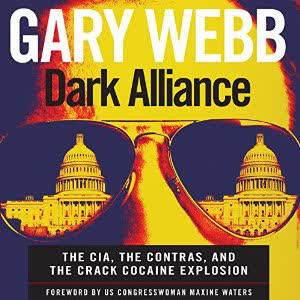 GARY WEBB
Dark Alliance
THE CIA, THE CONTRAS, AND
THE CRACK COCAINE EXPLOSION
FOREWORD BY US CONGRESSWOMAN MAXINE WATERS